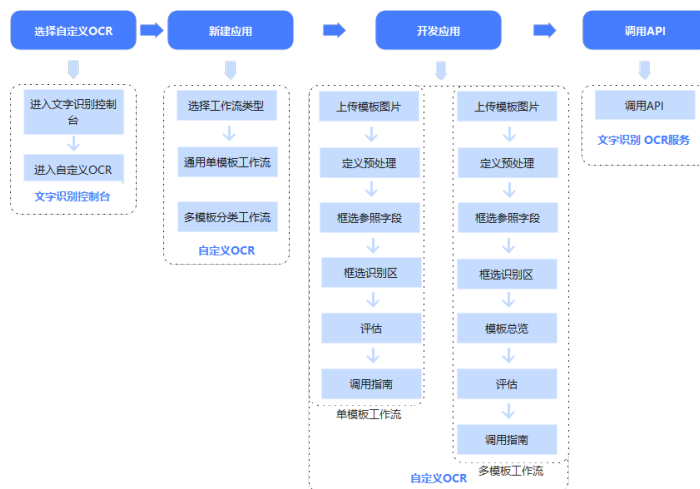 选择自定义OCR
新建应用
开发应用
调用API
进入文字识别控制
台
进入自定义OCR
文字识别控制台
选择工作流类型
通用单模板工作流
多模板分类工作流
自定义OCR
上传模板图片
定义预处理
框选参照字段
框选识别区
评估
调用指南
单模板工作流
上传模板图片
定义预处理
框选参照字段
框选识别区
模板总览
评估
调用指南
多模板工作流
自定义OCR
调用API
文字识别 OCR服务